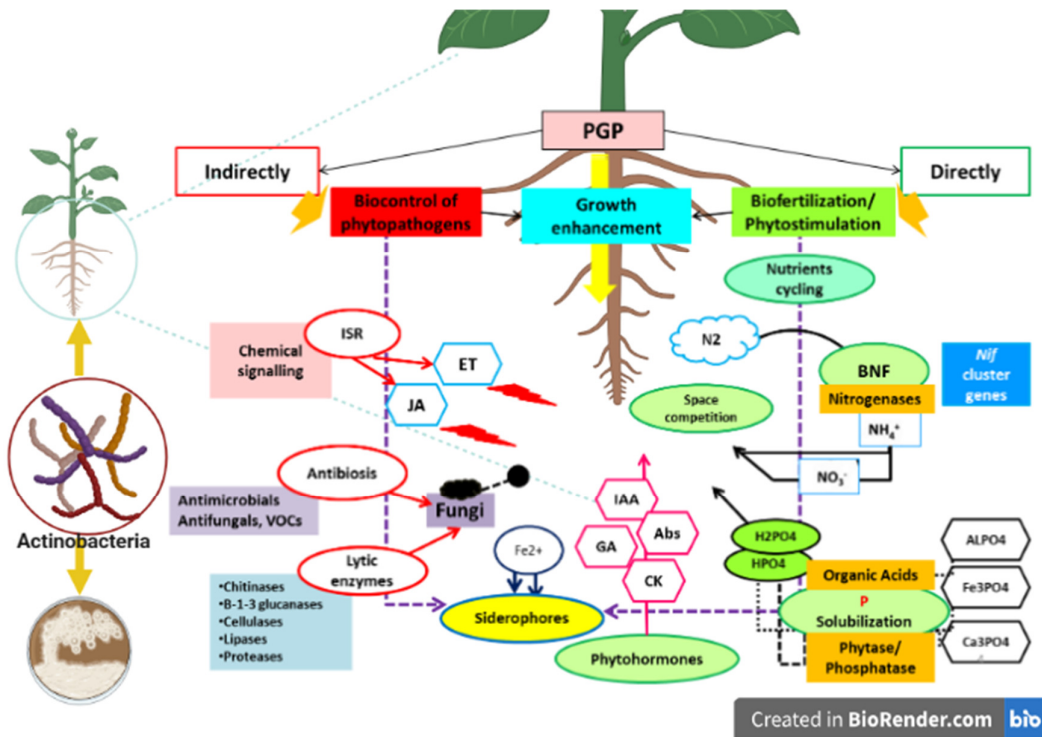 PGP
Indirectly
Directly
Biocontrol of
phytopathogens
Growth
enhancement
Biofertilization/
Phytostimulation
Nutrients
cycling
Chemical
signalling
ISR
ET
JA
N2
BNF
Nitrogenases
Nif
cluster
genes
Space
competition
NH₄⁺
NO₃⁻
Antibiosis
Antimicrobials
Antifungals, VOCs
Fungi
Actinobacteria
Lytic
enzymes
•Chitinases
•B-1-3 glucanases
•Cellulases
•Lipases
•Proteases
Fe2+
Siderophores
IAA
GA
Abs
CK
Phytohormones
H2PO4
HPO4
Organic Acids
P
Solubilization
Phytase/
Phosphatase
ALPO4
Fe3PO4
Ca3PO4
Created in BioRender.com bio